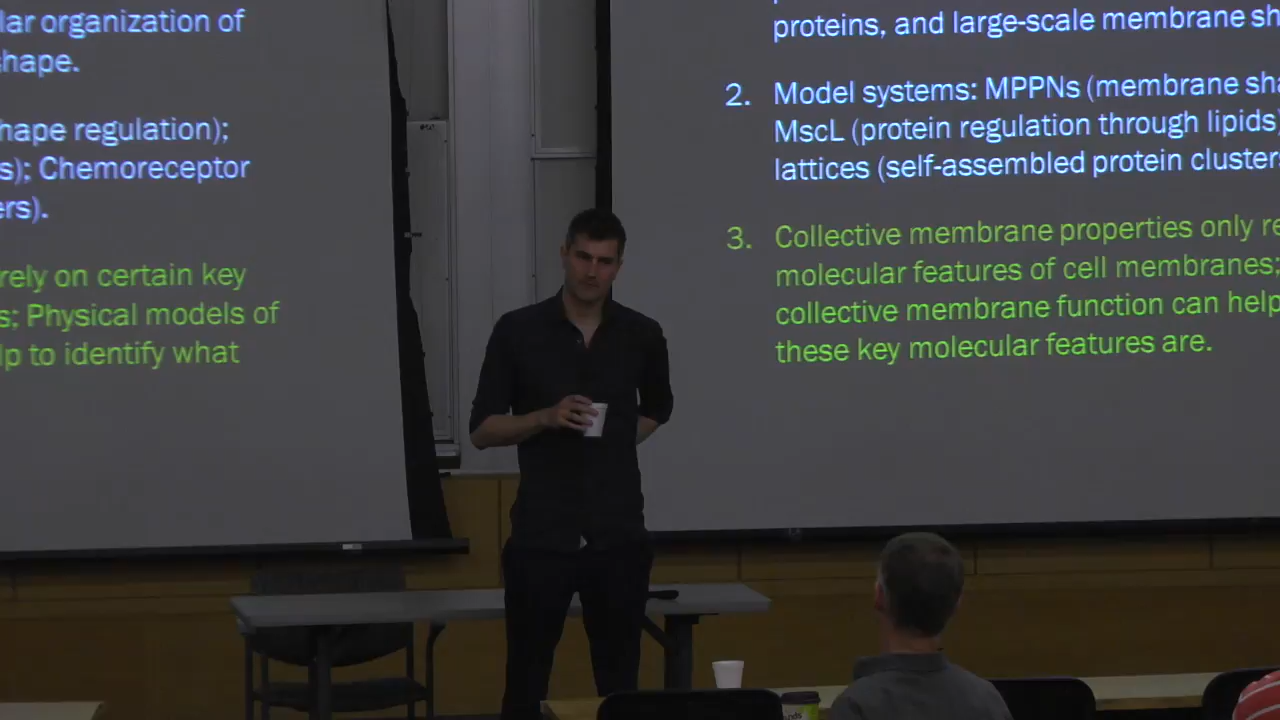 lar organization of
shape.
hape regulation);
s); Chemoreceptor
ers).
rely on certain key
s; Physical models of
lp to identify what
proteins, and large-scale membrane sh
2. Model systems: MPPNs (membrane sha
MscL (protein regulation through lipids)
lattices (self-assembled protein clusters
3. Collective membrane properties only re
molecular features of cell membranes;
collective membrane function can help
these key molecular features are.